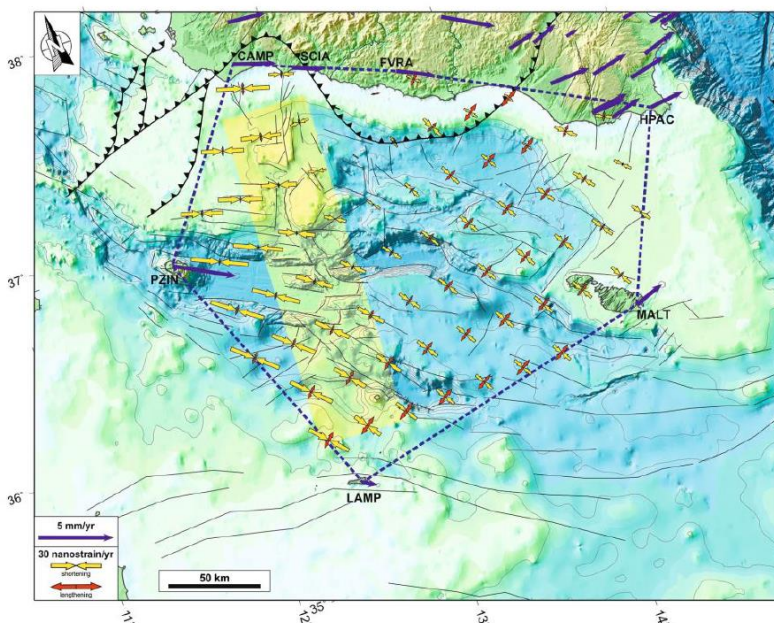 38°
CAMP
SCIA
FVRA
HPAC
37°
PZIN
MALT
36°
LAMP
5 mm/yr
30 nanostrain/yr
shortening
lengthening
50 km
11
12
35°
13
14